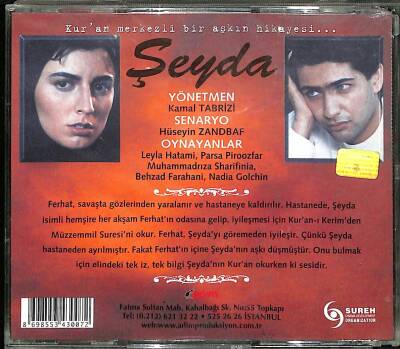 Kur'an merkezli bir aşkın hikayesi...
Şeyda
YÖNETMEN
Kamal TABRİZİ
SENARYO
Hüseyin ZANDBAF
OYNAYANLAR
Leyla Hatami, Parsa Piroozfar
Muhammadrıza Sharifinia,
Behzad Farahani, Nadia Golchin
Ferhat, savaşta gözlerinden yaralanır ve hastaneye kaldırılır. Hastanede, Şeyda
isimli hemşire her akşam Ferhat'ın odasına gelip, iyileşmesi için Kur'an-ı Kerim'den
Müzzemmil Suresi'ni okur. Ferhat, Şeyda'yı göremeden iyileşir. Çünkü Şeyda
hastaneden ayrılmıştır. Fakat Ferhat'ın içine Şeyda'nın aşkı düşmüştür. Onu bulmak
için elindeki tek iz, tek bilgi Şeyda'nın Kur'an okurken ki sesidir.
Fatma Sultan Mah. Kahalbağı Sk. No:55 Topkapı
Tel: (0.212) 621 32 22 • 525 26 26 İSTANBUL
8 698553 430072
SUREH
ORGANIZATION